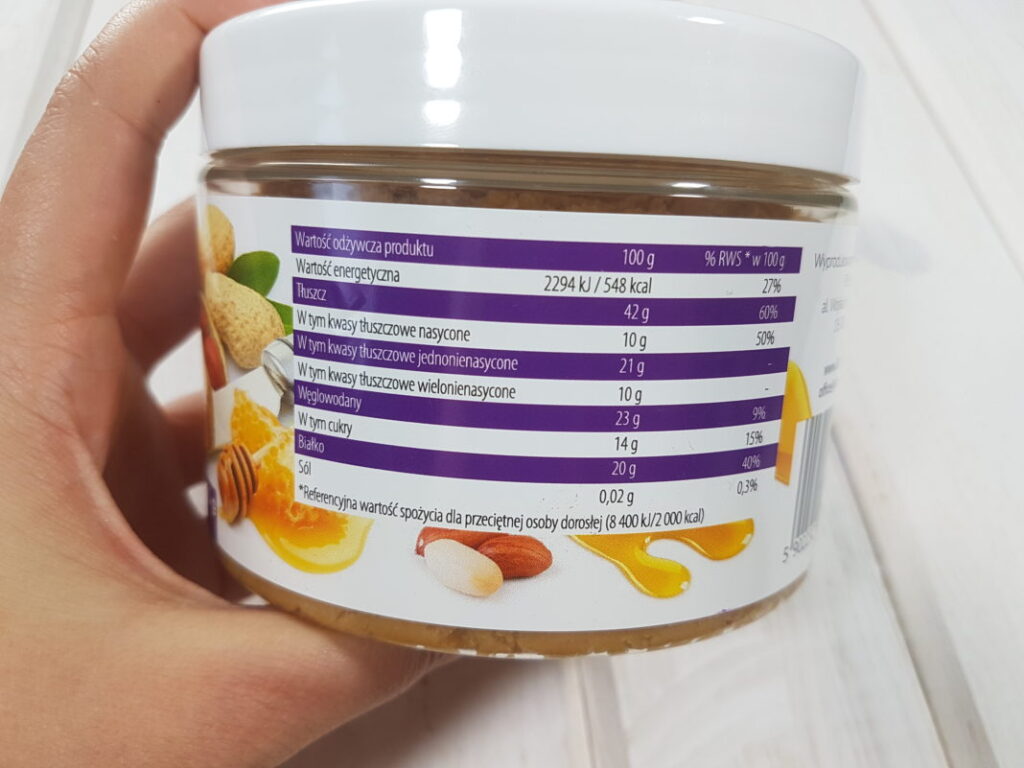 Wartość odżywcza produktu 100 g % RWS * w 100 g
Wartość energetyczna 2294 kJ / 548 kcal 27%
Tłuszcz 42 g 60%
W tym kwasy tłuszczowe nasycone 10 g 50%
W tym kwasy tłuszczowe jednonienasycone 21 g -
W tym kwasy tłuszczowe wielonienasycone 10 g -
Węglowodany 23 g 9%
W tym cukry 14 g 15%
Białko 20 g 40%
Sól 0,02 g 0,3%
*Referencyjna wartość spożycia dla przeciętnej osoby dorosłej (8 400 kJ/2 000 kcal)